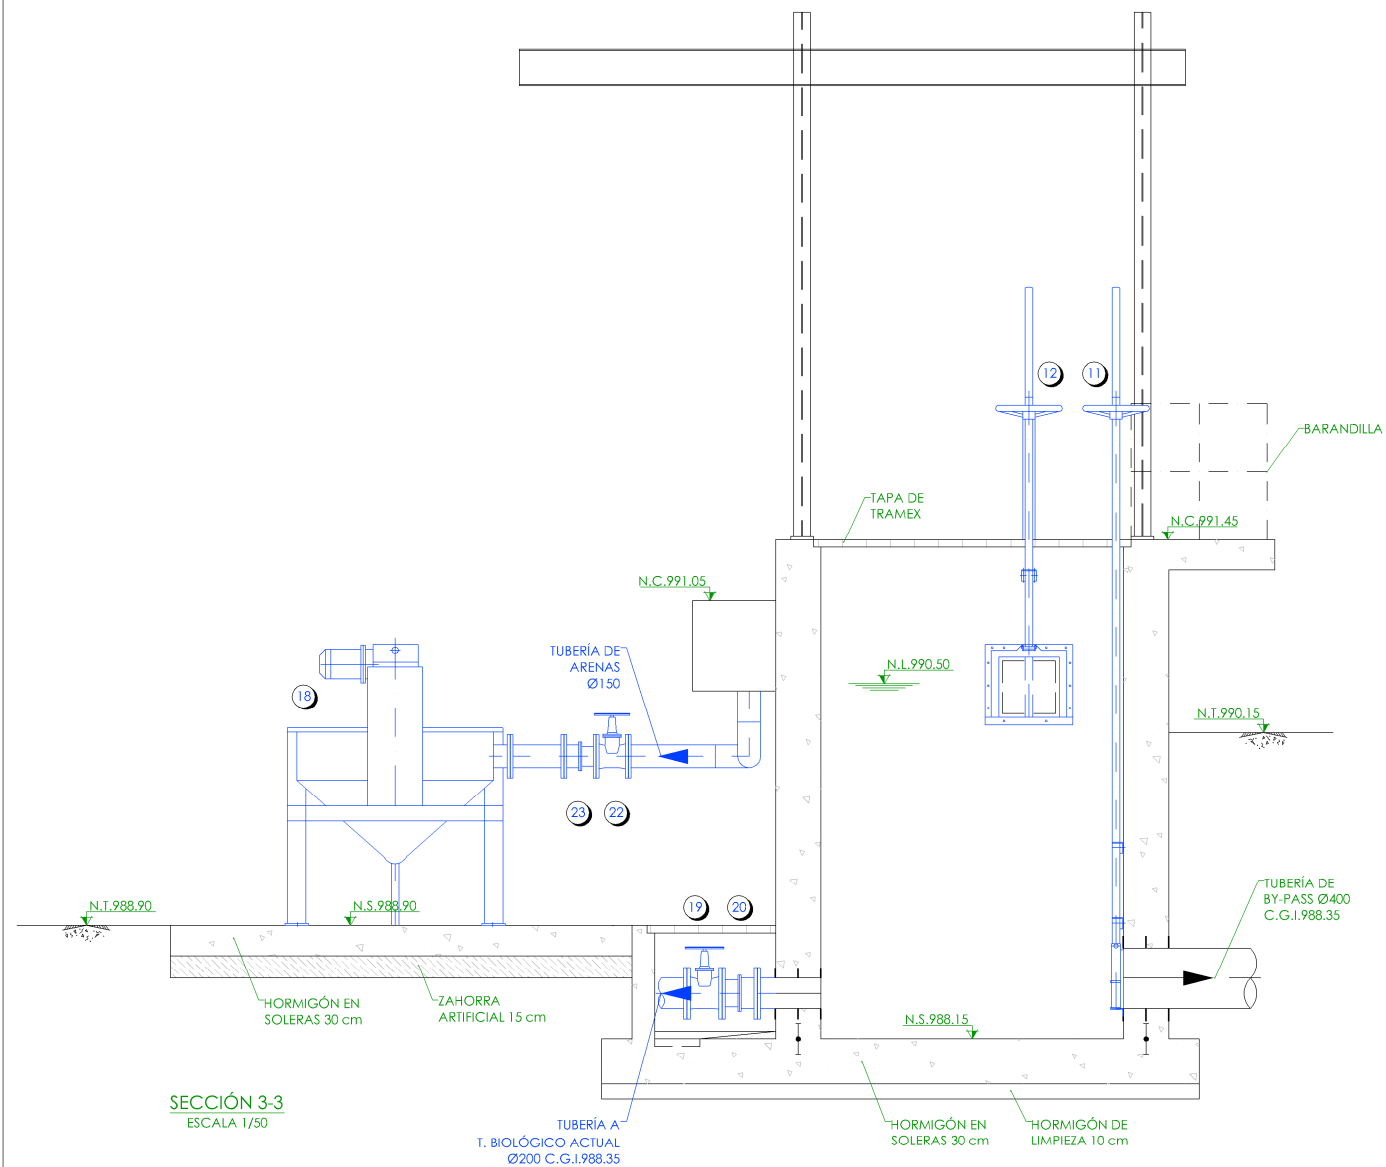 12
11
BARANDILLA
TAPA DE
TRAMEX
N.C.991.45
N.C.991.05
TUBERÍA DE
ARENAS
Ø150
N.L.990.50
18
N.T.990.15
23
22
TUBERÍA DE
BY-PASS Ø400
C.G.I.988.35
N.T.988.90
N.S.988.90
19
20
HORMIGÓN EN
SOLERAS 30 cm
ZAHORRA
ARTIFICIAL 15 cm
N.S.988.15
SECCIÓN 3-3
ESCALA 1/50
TUBERÍA A
T. BIOLÓGICO ACTUAL
Ø200 C.G.I.988.35
HORMIGÓN EN
SOLERAS 30 cm
HORMIGÓN DE
LIMPIEZA 10 cm